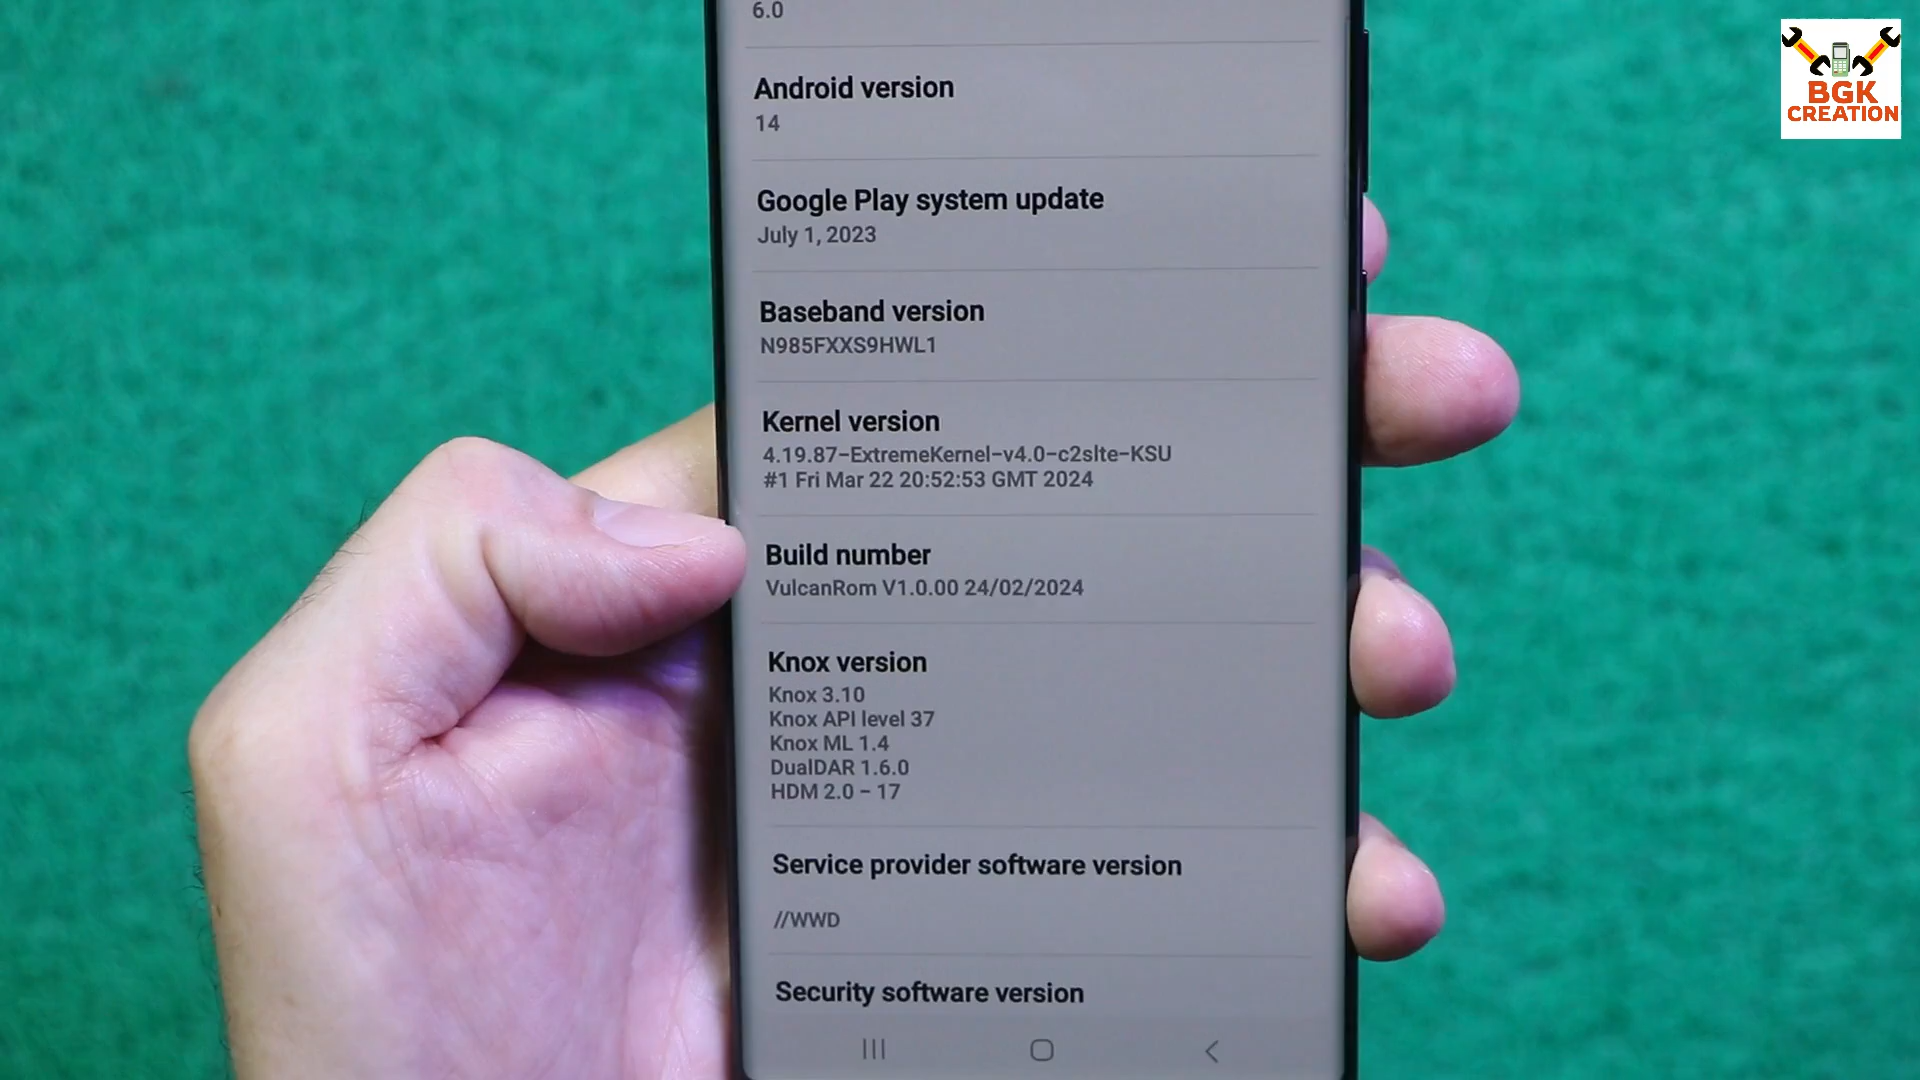 6.0
Android version
14
Google Play system update
July 1, 2023
Baseband version
N985FXXS9HWL1
Kernel version
4.19.87-ExtremeKernel-v4.0-c2slte-KSU
#1 Fri Mar 22 20:52:53 GMT 2024
Build number
VulcanRom V1.0.00 24/02/2024
Knox version
Knox 3.10
Knox API level 37
Knox ML 1.4
DualDAR 1.6.0
HDM 2.0 - 17
Service provider software version
//WWD
Security software version
BGK
CREATION